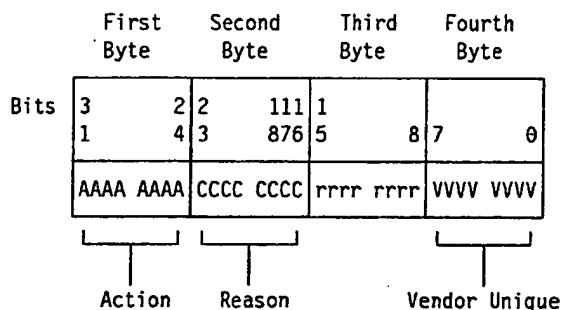 First Second Third Fourth
Byte Byte Byte Byte
Bits 3 2 2 111 1
1 4 3 876 5 8 7 0
AAAA AAAA CCCC CCCC rrrr rrrr VVVV VVVV
Action Reason Vendor Unique